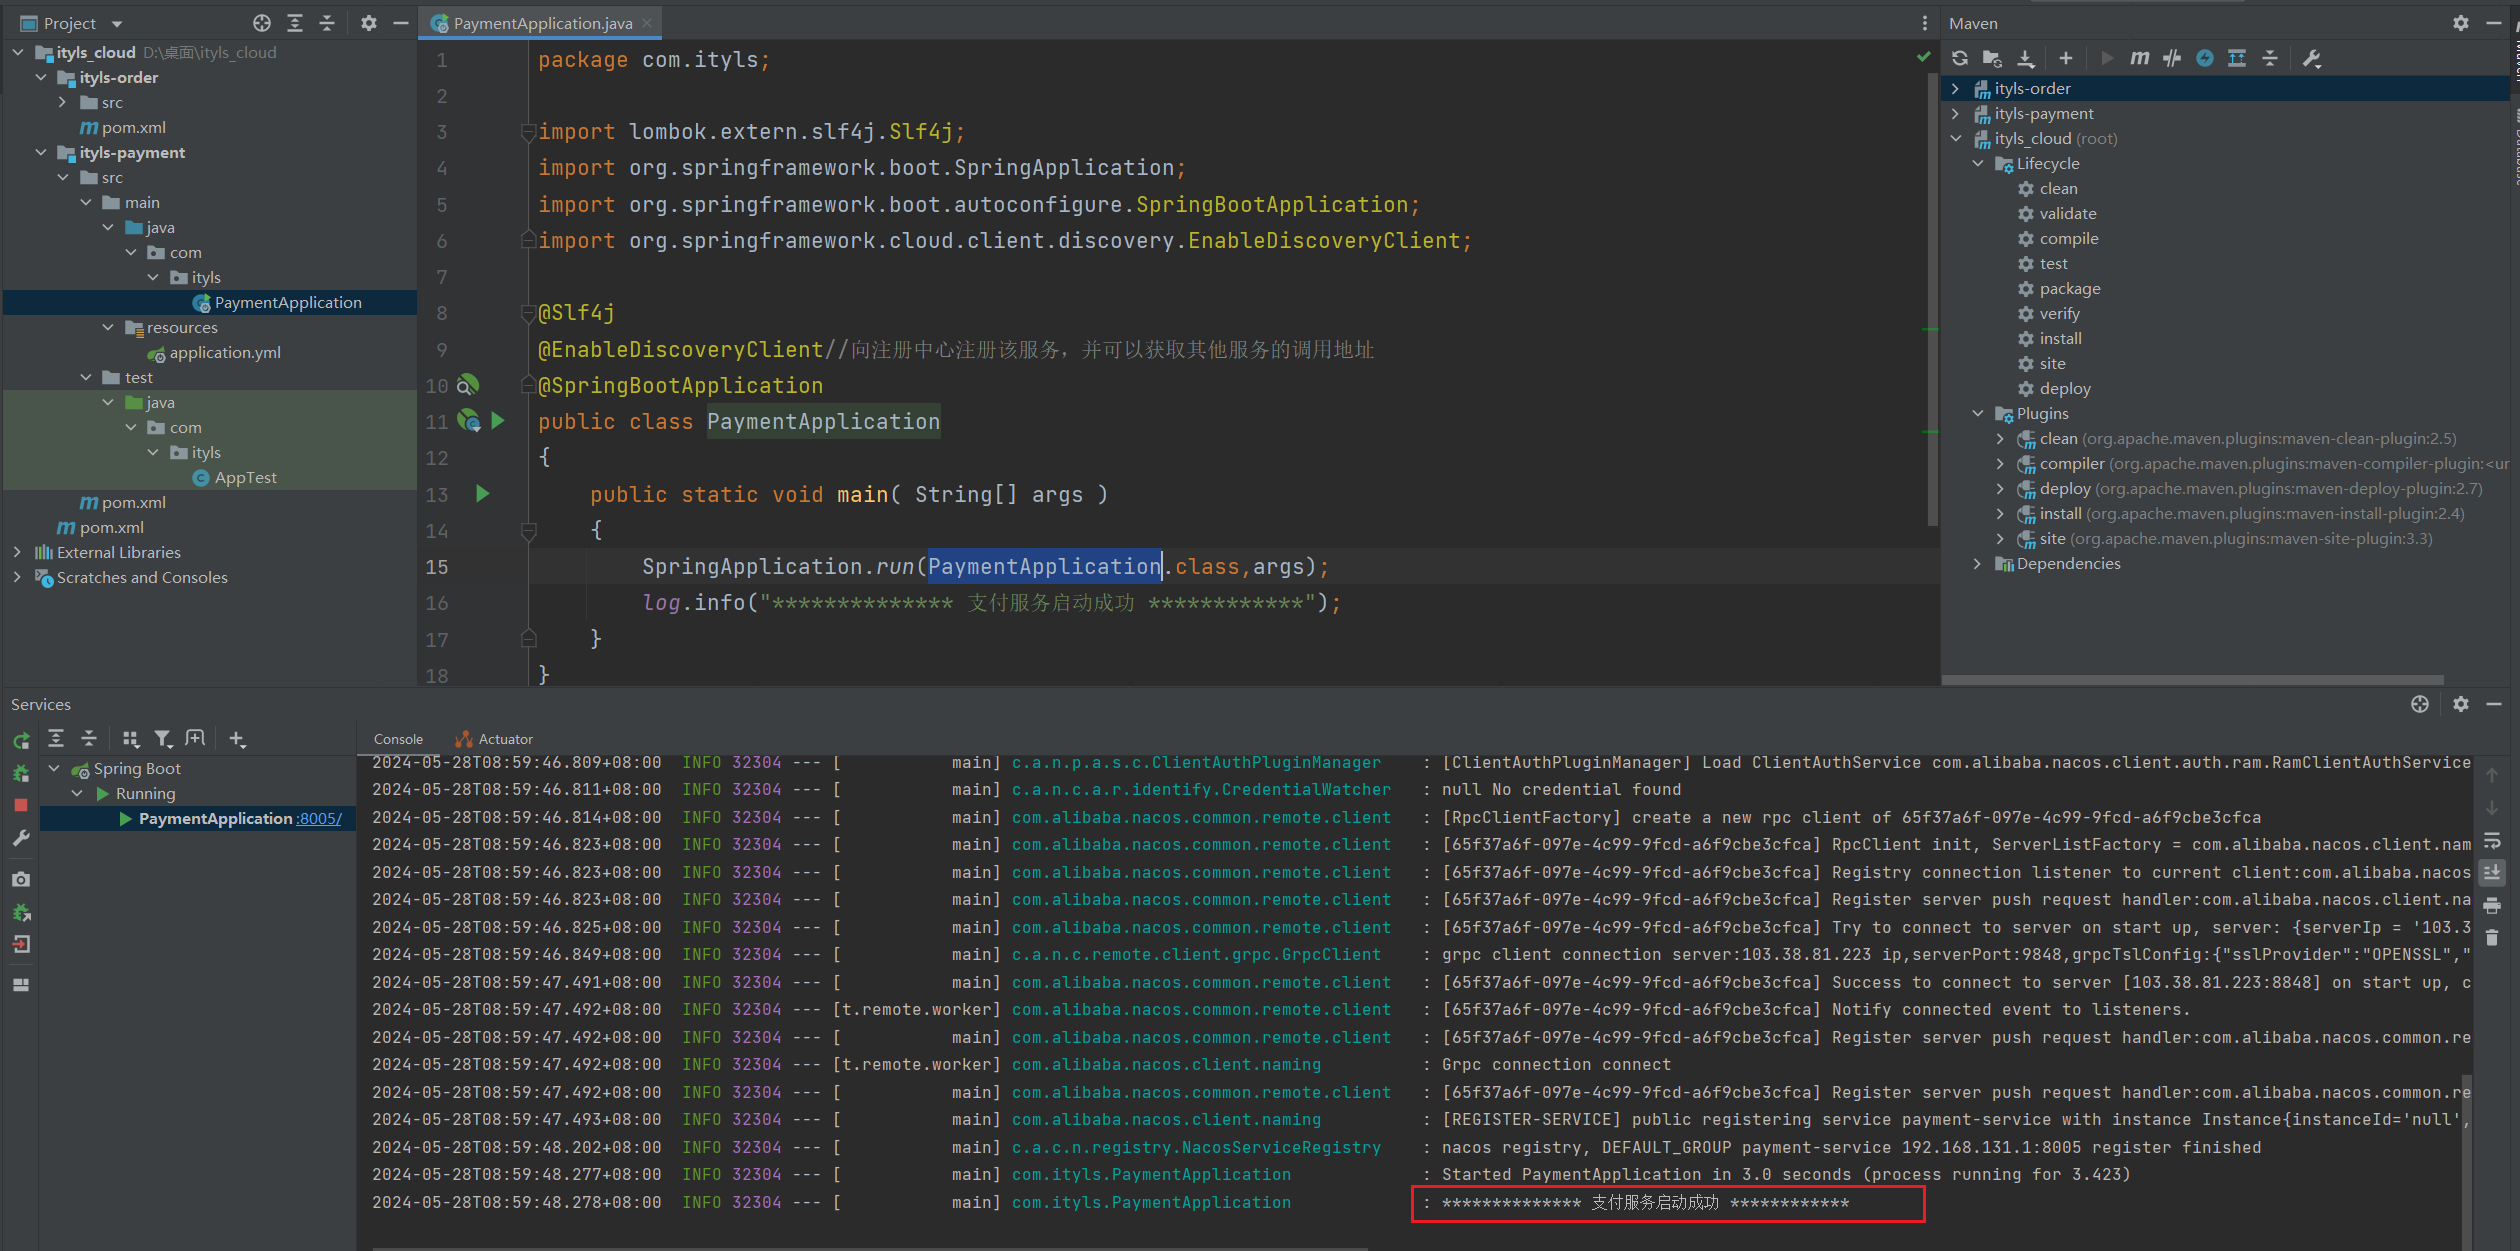 Project
ityls_cloud D:\桌面\ityls_cloud
ityls-order
src
pom.xml
ityls-payment
src
main
java
com
ityls
PaymentApplication
resources
application.yml
test
java
com
ityls
AppTest
pom.xml
pom.xml
External Libraries
Scratches and Consoles
PaymentApplication.java
1 package com.ityls;
2
3 import lombok.extern.slf4j.Slf4j;
4 import org.springframework.boot.SpringApplication;
5 import org.springframework.boot.autoconfigure.SpringBootApplication;
6 import org.springframework.cloud.client.discovery.EnableDiscoveryClient;
7
8 @Slf4j
9 @EnableDiscoveryClient//向注册中心注册该服务，并可以获取其他服务的调用地址
10 @SpringBootApplication
11 public class PaymentApplication
12 {
13 public static void main( String[] args )
14 {
15 SpringApplication.run(PaymentApplication.class,args);
16 log.info("************** 支付服务启动成功 ************");
17 }
18 }
Maven
ityls-order
ityls-payment
ityls_cloud (root)
Lifecycle
clean
validate
compile
test
package
verify
install
site
deploy
Plugins
clean (org.apache.maven.plugins:maven-clean-plugin:2.5)
compiler (org.apache.maven.plugins:maven-compiler-plugin:<ur
deploy (org.apache.maven.plugins:maven-deploy-plugin:2.7)
install (org.apache.maven.plugins:maven-install-plugin:2.4)
site (org.apache.maven.plugins:maven-site-plugin:3.3)
Dependencies
Services
Spring Boot
Running
PaymentApplication :8005/
Console Actuator
2024-05-28T08:59:46.809+08:00 INFO 32304 --- [ main] c.a.n.p.a.s.c.ClientAuthPluginManager : [ClientAuthPluginManager] Load ClientAuthService com.alibaba.nacos.client.auth.ram.RamClientAuthService
2024-05-28T08:59:46.811+08:00 INFO 32304 --- [ main] c.a.n.c.a.r.identify.CredentialWatcher : null No credential found
2024-05-28T08:59:46.814+08:00 INFO 32304 --- [ main] com.alibaba.nacos.common.remote.client : [RpcClientFactory] create a new rpc client of 65f37a6f-097e-4c99-9fcd-a6f9cbe3cfca
2024-05-28T08:59:46.823+08:00 INFO 32304 --- [ main] com.alibaba.nacos.common.remote.client : [65f37a6f-097e-4c99-9fcd-a6f9cbe3cfca] RpcClient init, ServerListFactory = com.alibaba.nacos.client.nam
2024-05-28T08:59:46.823+08:00 INFO 32304 --- [ main] com.alibaba.nacos.common.remote.client : [65f37a6f-097e-4c99-9fcd-a6f9cbe3cfca] Registry connection listener to current client:com.alibaba.nacos
2024-05-28T08:59:46.823+08:00 INFO 32304 --- [ main] com.alibaba.nacos.common.remote.client : [65f37a6f-097e-4c99-9fcd-a6f9cbe3cfca] Register server push request handler:com.alibaba.nacos.client.na
2024-05-28T08:59:46.825+08:00 INFO 32304 --- [ main] com.alibaba.nacos.common.remote.client : [65f37a6f-097e-4c99-9fcd-a6f9cbe3cfca] Try to connect to server on start up, server: {serverIp = '103.3
2024-05-28T08:59:46.849+08:00 INFO 32304 --- [ main] c.a.n.c.remote.client.grpc.GrpcClient : grpc client connection server:103.38.81.223 ip,serverPort:9848,grpcTslConfig:{"sslProvider":"OPENSSL","
2024-05-28T08:59:47.491+08:00 INFO 32304 --- [ main] com.alibaba.nacos.common.remote.client : [65f37a6f-097e-4c99-9fcd-a6f9cbe3cfca] Success to connect to server [103.38.81.223:8848] on start up, c
2024-05-28T08:59:47.492+08:00 INFO 32304 --- [t.remote.worker] com.alibaba.nacos.common.remote.client : [65f37a6f-097e-4c99-9fcd-a6f9cbe3cfca] Notify connected event to listeners.
2024-05-28T08:59:47.492+08:00 INFO 32304 --- [ main] com.alibaba.nacos.common.remote.client : [65f37a6f-097e-4c99-9fcd-a6f9cbe3cfca] Register server push request handler:com.alibaba.nacos.common.re
2024-05-28T08:59:47.492+08:00 INFO 32304 --- [t.remote.worker] com.alibaba.nacos.client.naming : Grpc connection connect
2024-05-28T08:59:47.492+08:00 INFO 32304 --- [ main] com.alibaba.nacos.common.remote.client : [65f37a6f-097e-4c99-9fcd-a6f9cbe3cfca] Register server push request handler:com.alibaba.nacos.common.re
2024-05-28T08:59:47.493+08:00 INFO 32304 --- [ main] com.alibaba.nacos.client.naming : [REGISTER-SERVICE] public registering service payment-service with instance Instance{instanceId='null',
2024-05-28T08:59:48.202+08:00 INFO 32304 --- [ main] c.a.c.n.registry.NacosServiceRegistry : nacos registry, DEFAULT_GROUP payment-service 192.168.131.1:8005 register finished
2024-05-28T08:59:48.277+08:00 INFO 32304 --- [ main] com.ityls.PaymentApplication : Started PaymentApplication in 3.0 seconds (process running for 3.423)
2024-05-28T08:59:48.278+08:00 INFO 32304 --- [ main] com.ityls.PaymentApplication : ************** 支付服务启动成功 ************